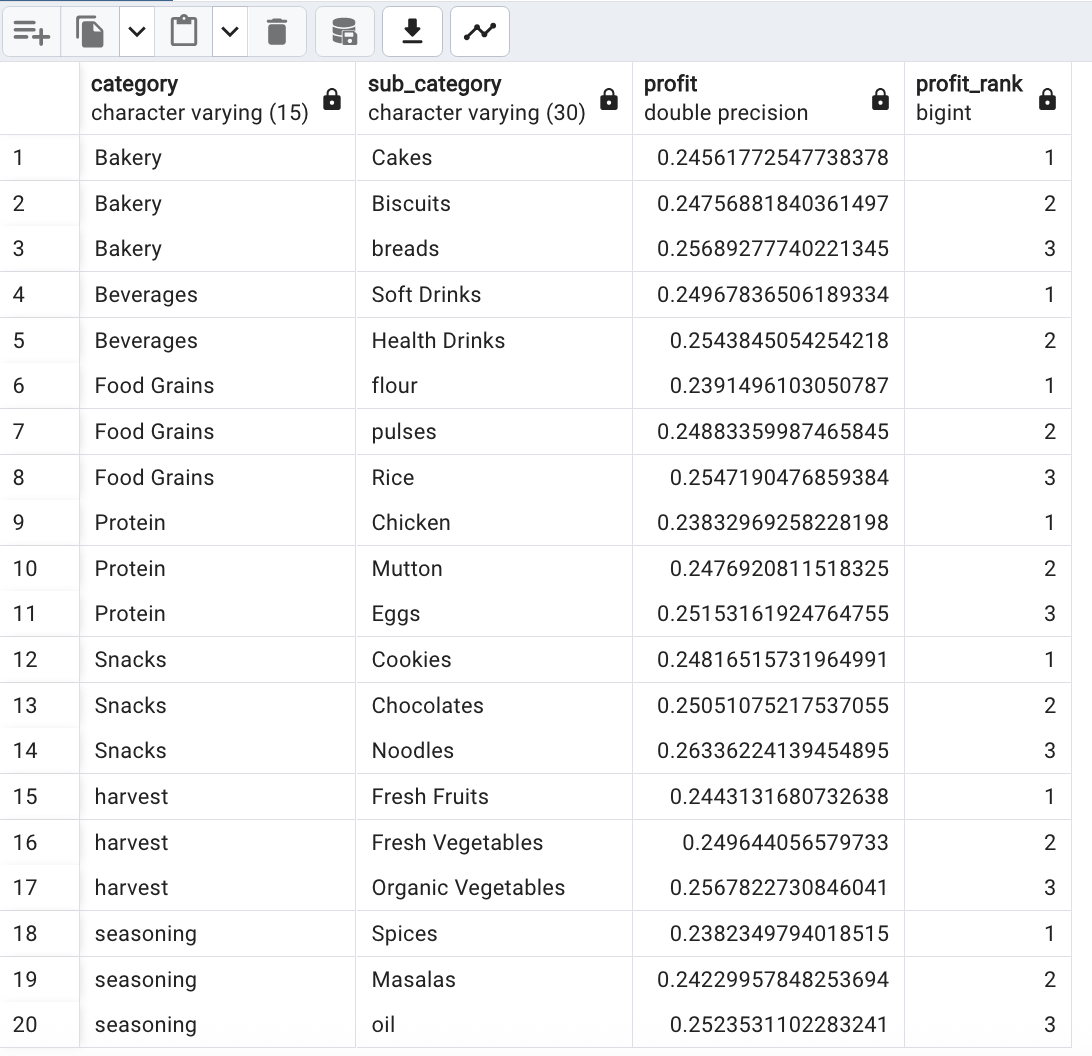 category sub_category profit profit_rank
character varying (15) character varying (30) double precision bigint
1 Bakery Cakes 0.24561772547738378 1
2 Bakery Biscuits 0.24756881840361497 2
3 Bakery breads 0.25689277740221345 3
4 Beverages Soft Drinks 0.24967836506189334 1
5 Beverages Health Drinks 0.2543845054254218 2
6 Food Grains flour 0.2391496103050787 1
7 Food Grains pulses 0.24883359987465845 2
8 Food Grains Rice 0.2547190476859384 3
9 Protein Chicken 0.23832969258228198 1
10 Protein Mutton 0.2476920811518325 2
11 Protein Eggs 0.25153161924764755 3
12 Snacks Cookies 0.24816515731964991 1
13 Snacks Chocolates 0.25051075217537055 2
14 Snacks Noodles 0.26336224139454895 3
15 harvest Fresh Fruits 0.2443131680732638 1
16 harvest Fresh Vegetables 0.249644056579733 2
17 harvest Organic Vegetables 0.2567822730846041 3
18 seasoning Spices 0.2382349794018515 1
19 seasoning Masalas 0.24229957848253694 2
20 seasoning oil 0.2523531102283241 3